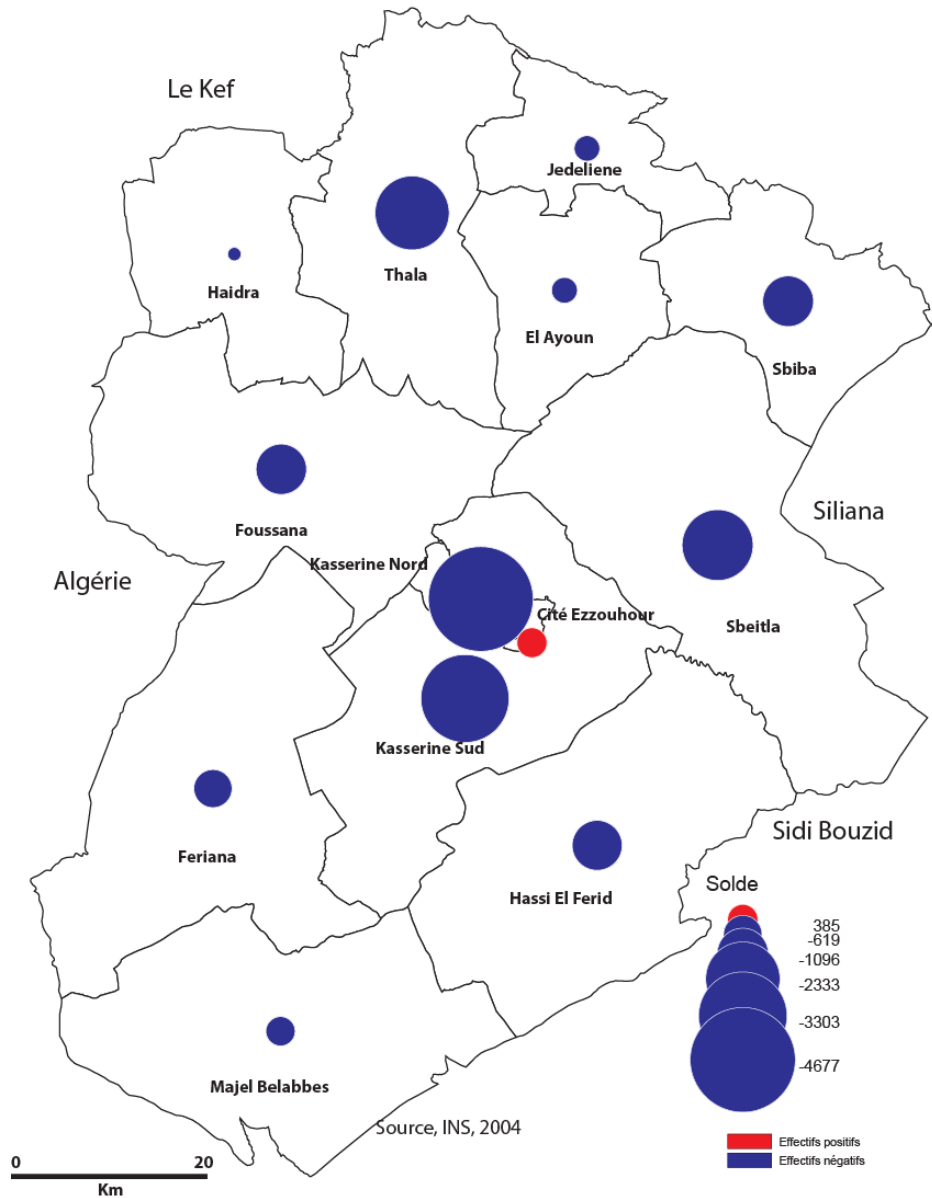 Le Kef
Jedeliene
Thala
Haidra
El Ayoun
Sbiba
Siliana
Foussana
Kasserine Nord
Algérie
Cité Ezzouhour
Sbeitla
Kasserine Sud
Sidi Bouzid
Feriana
Hassi El Ferid
Solde
385
-619
-1096
-2333
-3303
-4677
Majel Belabbes
Source, INS, 2004
Effectifs positifs
Effectifs négatifs
0 20
Km